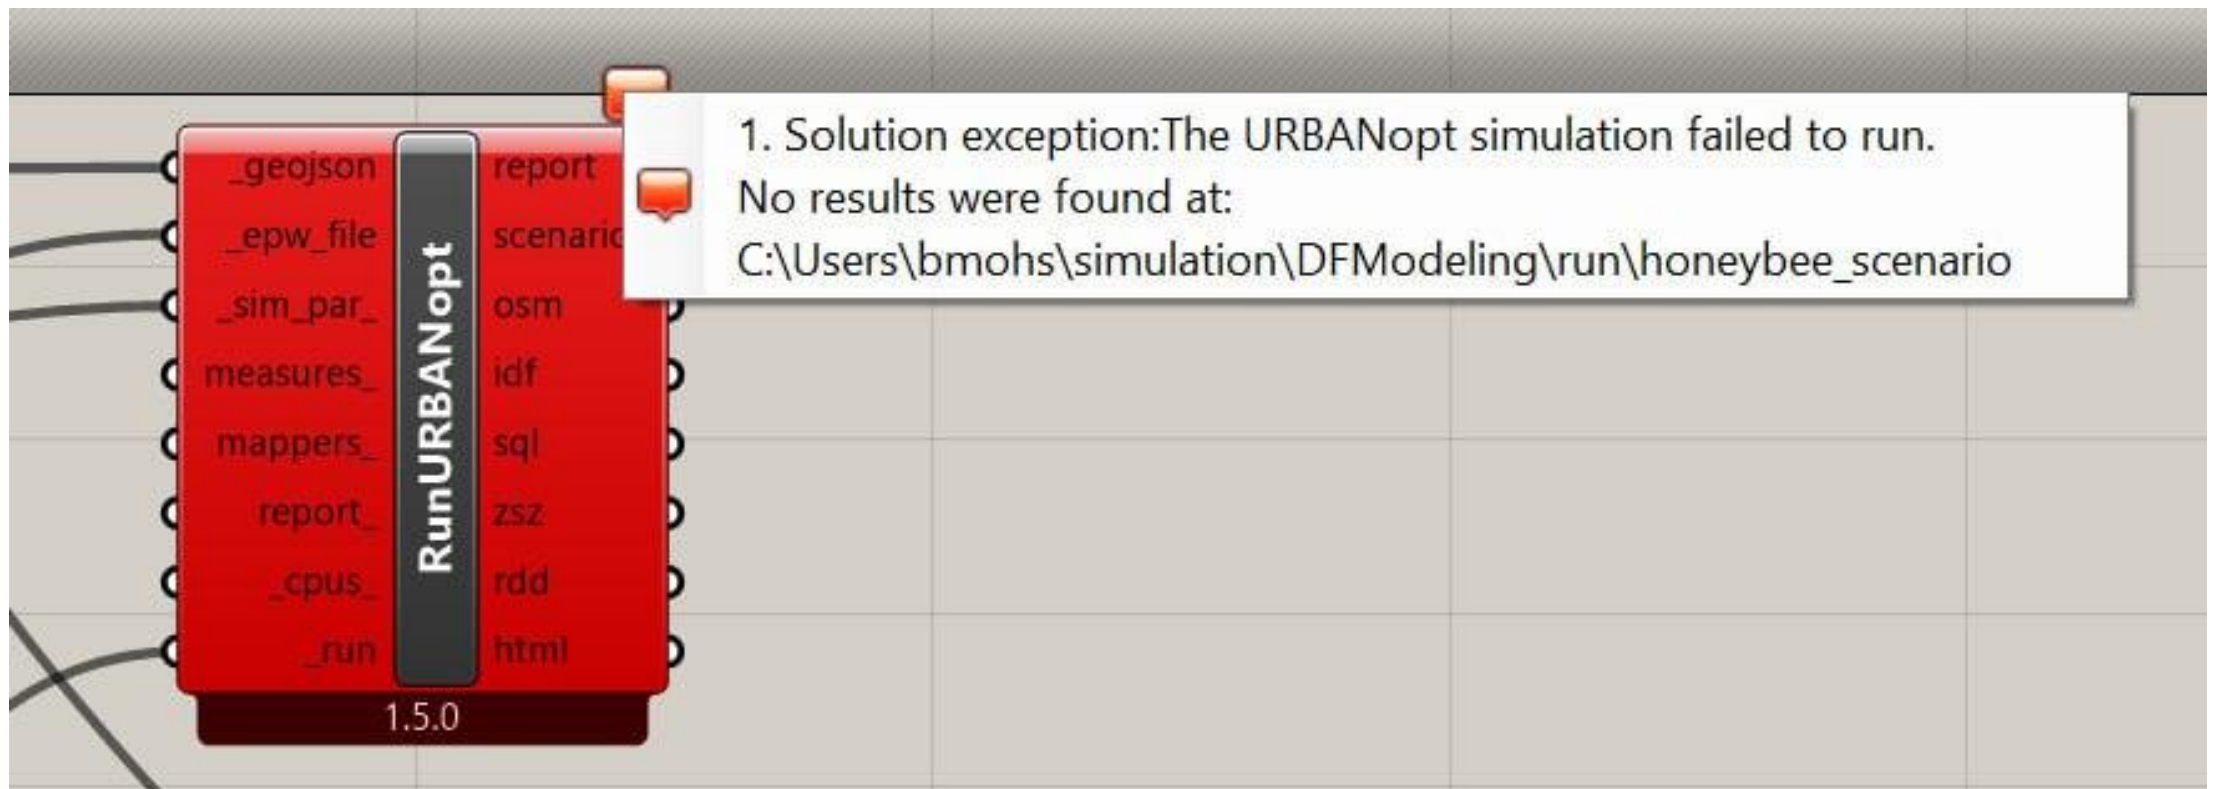 1. Solution exception:The URBANopt simulation failed to run.
No results were found at:
C:\Users\bmohs\simulation\DFModeling\run\honeybee_scenario
_geojson
_epw_file
_sim_par_
measures_
mappers_
report_
_cpus_
_run
RunURBANopt
report
scenario
osm
idf
sql
zsz
rdd
html
1.5.0